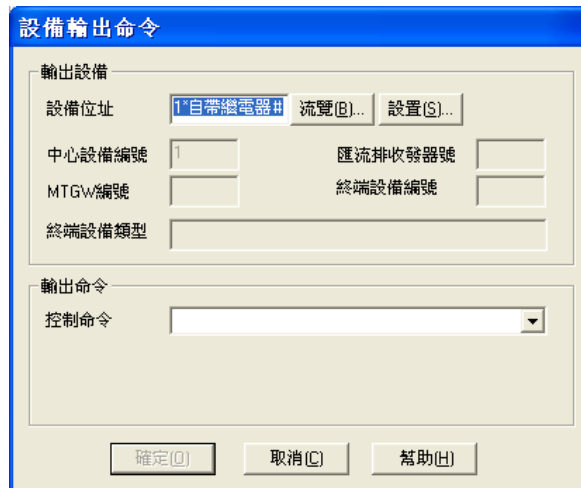 設備輸出命令
輸出設備
設備位址 1*自帶繼電器# 流覽(B)... 設置(S)...
中心設備編號 1 匯流排收發器號
MTGW編號 終端設備編號
終端設備類型
輸出命令
控制命令
確定(O) 取消(C) 幫助(H)